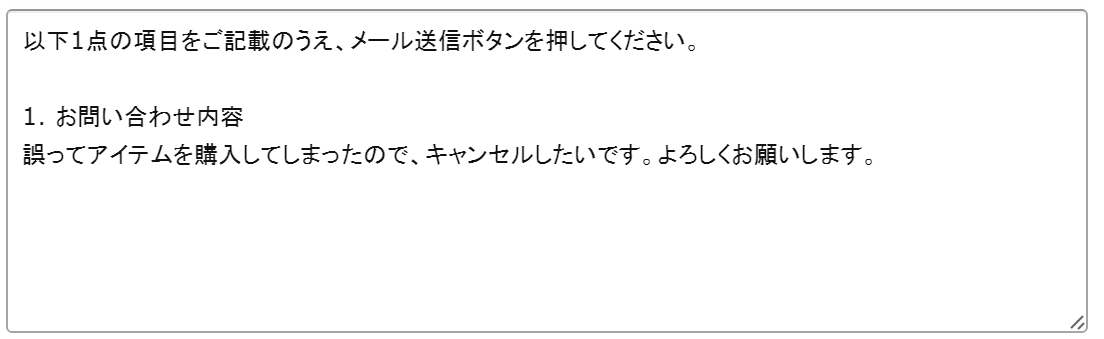 以下1点の項目をご記載のうえ、メール送信ボタンを押してください。
1. お問い合わせ内容
誤ってアイテムを購入してしまったので、キャンセルしたいです。よろしくお願いします。